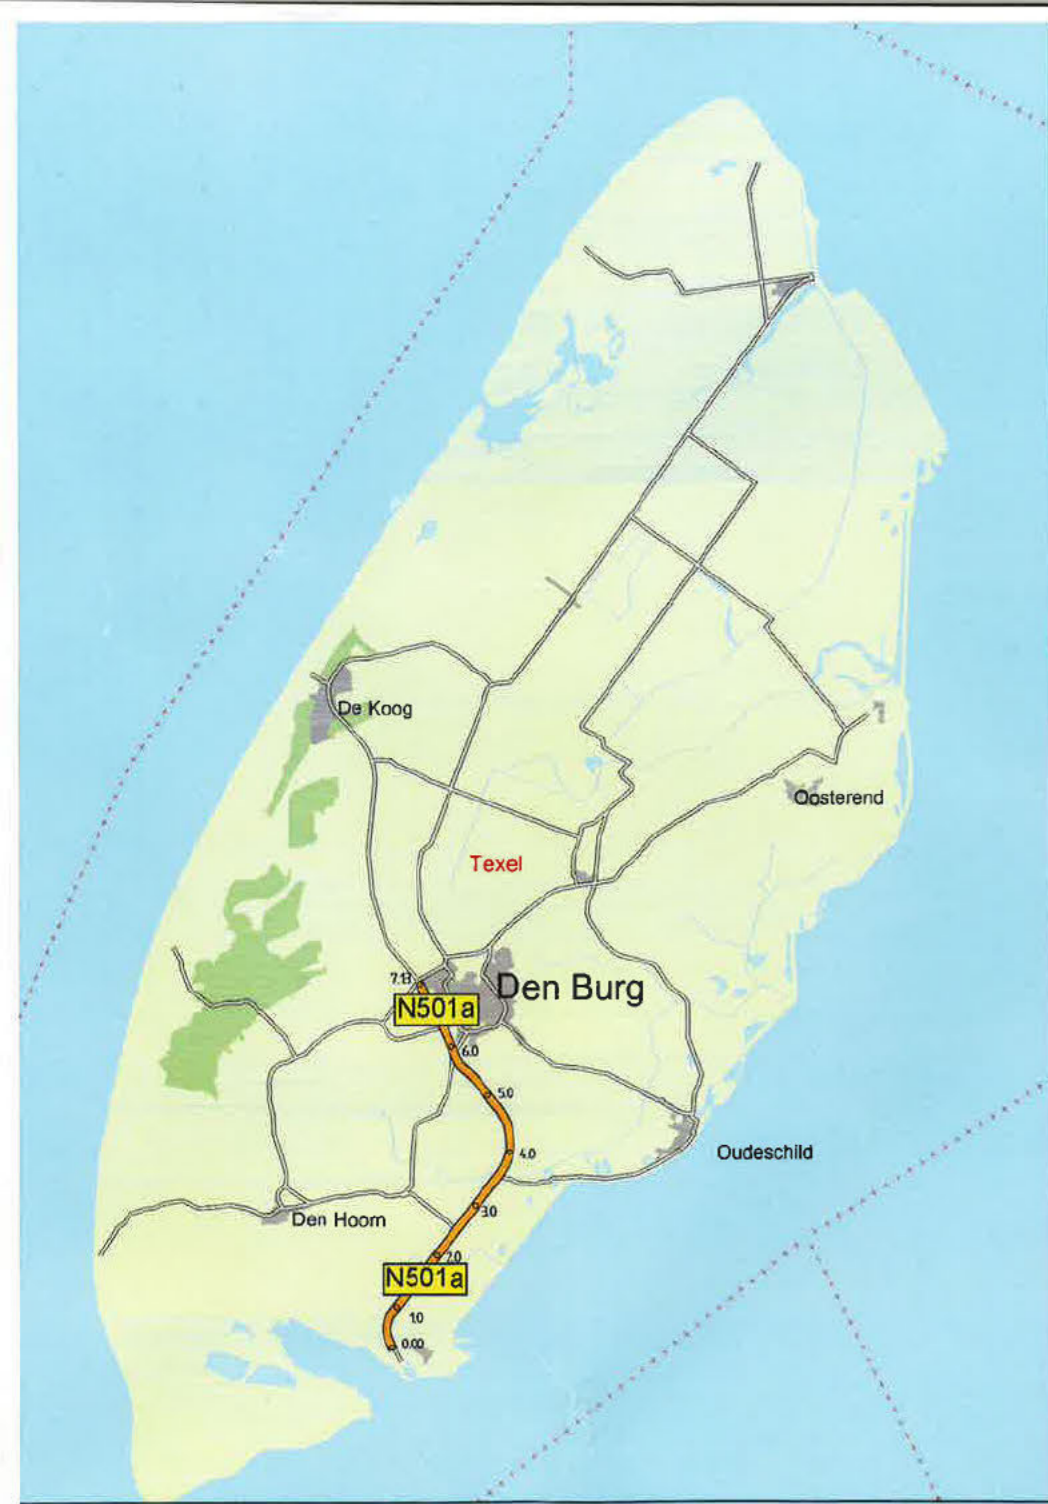 De Koog
Oosterend
Texel
7.13
Den Burg
N501a
6.0
5.0
4.0
Oudeschild
3.0
Den Hoorn
2.0
N501a
1.0
0.00